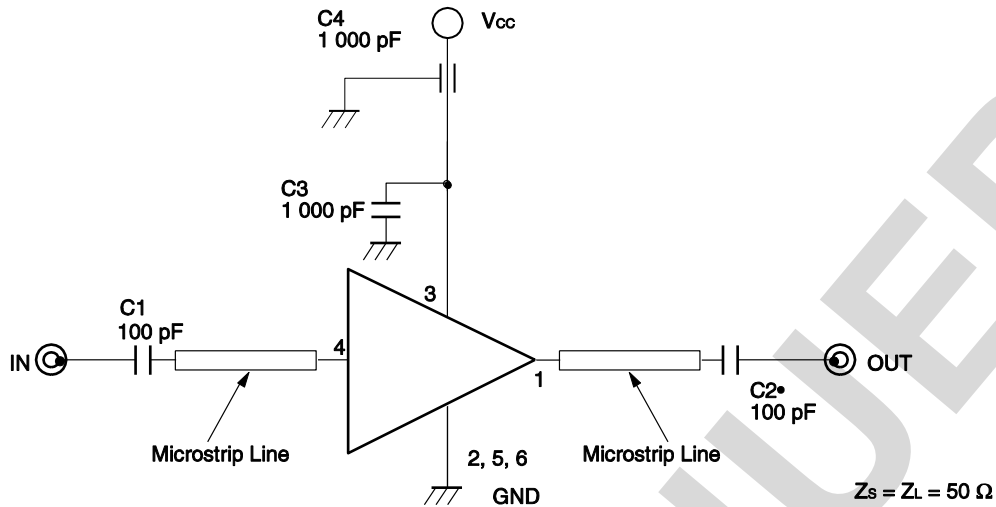 C4
1 000 pF
Vcc
C3
1 000 pF
3
C1
100 pF
IN
4
1
OUT
C2•
100 pF
Microstrip Line
Microstrip Line
2, 5, 6
GND
ZS = ZL = 50 Ω